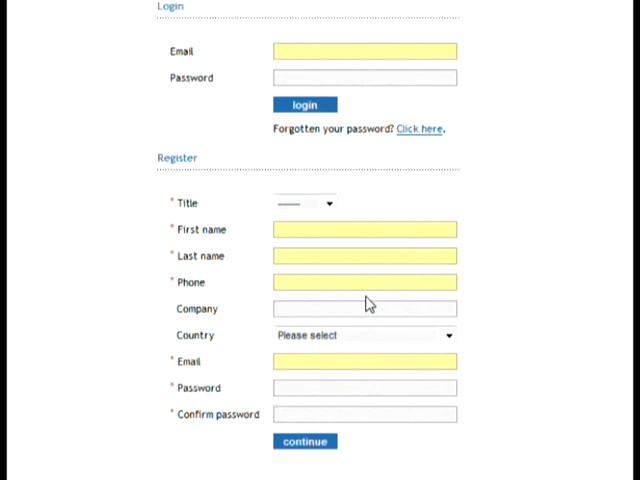 Login
Email
Password
login
Forgotten your password? Click here.
Register
* Title
* First name
* Last name
* Phone
Company
Country Please select
* Email
* Password
* Confirm password
continue